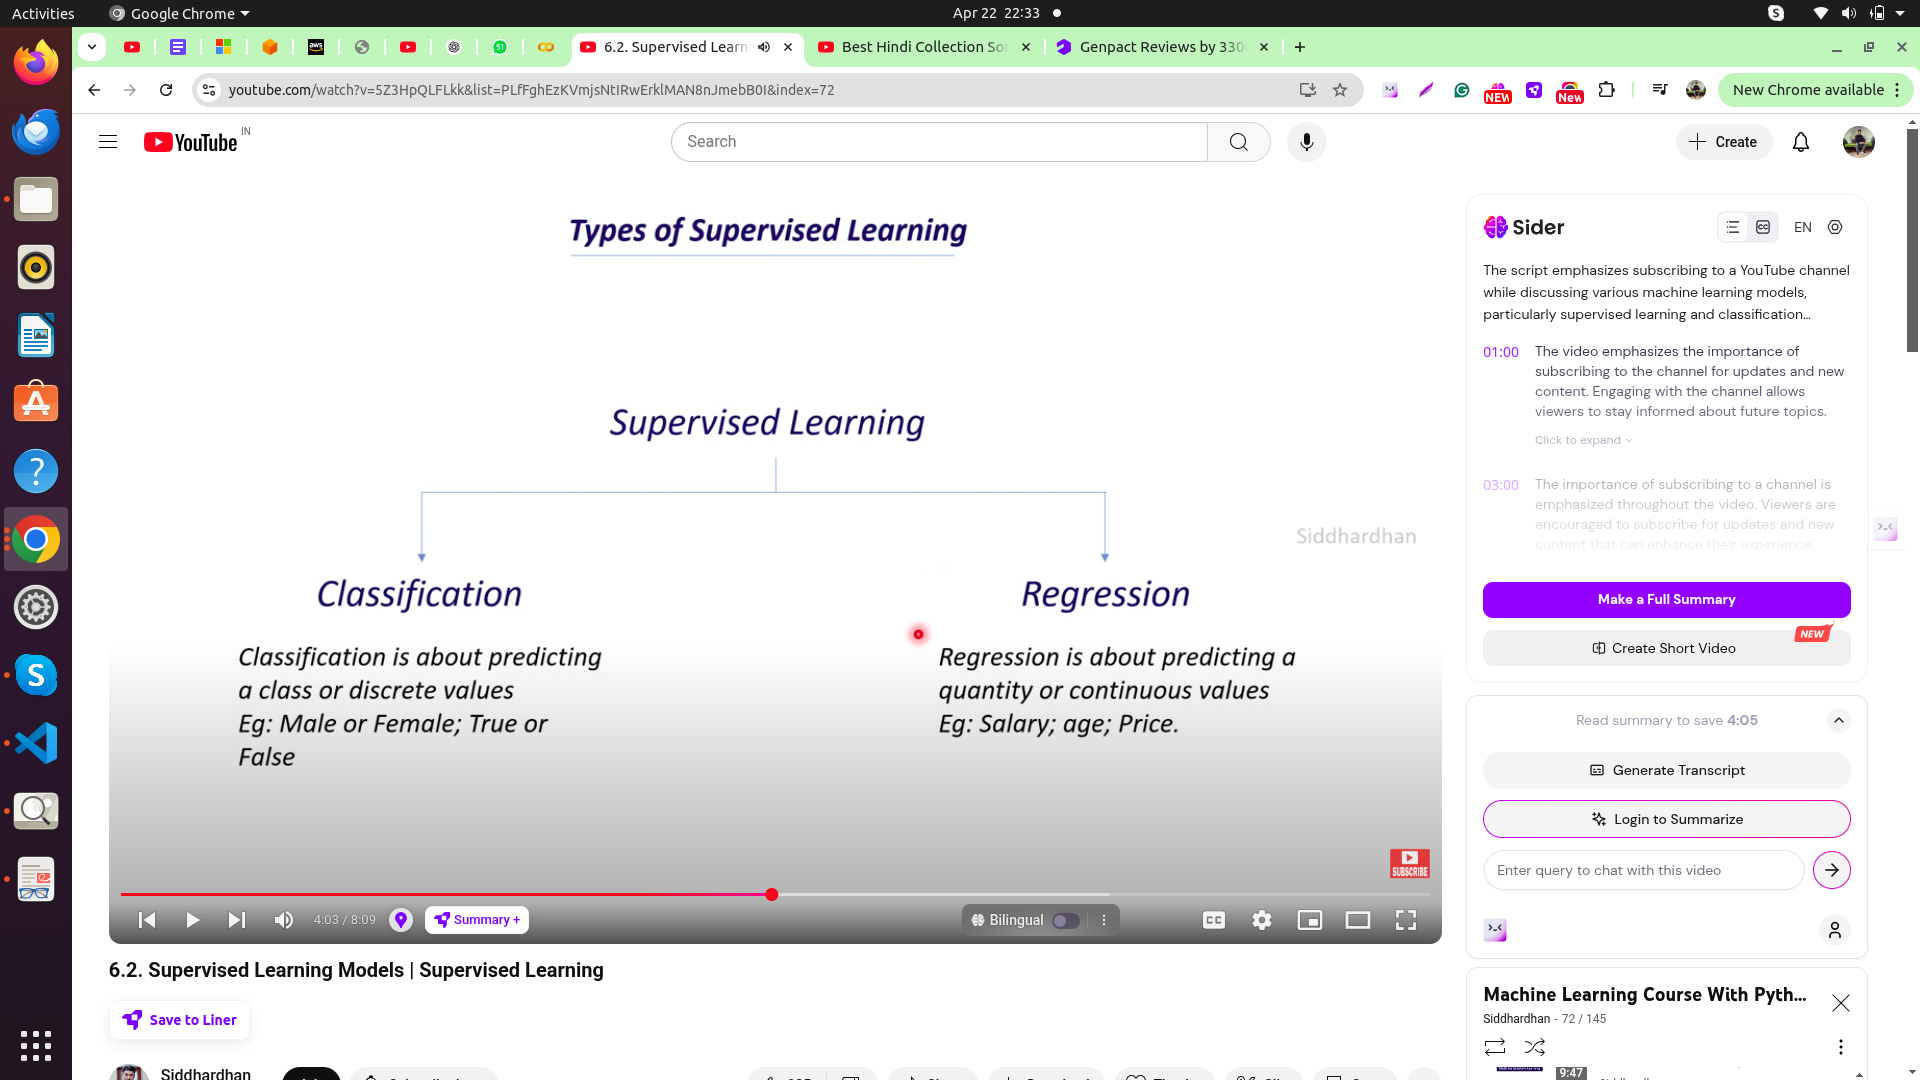 Activities
Google Chrome
Apr 22 22:33
6.2. Supervised Learn
Best Hindi Collection So
Genpact Reviews by 330
youtube.com/watch?v=5Z3HpQLFLkk&list=PLfFghEzKVmjsNtIRwErklMAN8nJmebB0I&index=72
NEW
New
New Chrome available
YouTube
IN
Search
Create
Types of Supervised Learning
Supervised Learning
Siddhardhan
Classification
Regression
Classification is about predicting
a class or discrete values
Eg: Male or Female; True or
False
Regression is about predicting a
quantity or continuous values
Eg: Salary; age; Price.
SUBSCRIBE
4:03 / 8:09
Summary +
Bilingual
CC
6.2. Supervised Learning Models | Supervised Learning
Save to Liner
Siddhardhan
Sider
EN
The script emphasizes subscribing to a YouTube channel
while discussing various machine learning models,
particularly supervised learning and classification...
01:00
The video emphasizes the importance of
subscribing to the channel for updates and new
content. Engaging with the channel allows
viewers to stay informed about future topics.
Click to expand
03:00
The importance of subscribing to a channel is
emphasized throughout the video. Viewers are
encouraged to subscribe for updates and new
content that can enhance their experience.
Make a Full Summary
NEW
Create Short Video
Read summary to save 4:05
Generate Transcript
Login to Summarize
Enter query to chat with this video
Machine Learning Course With Pyth...
Siddhardhan - 72 / 145
9:47